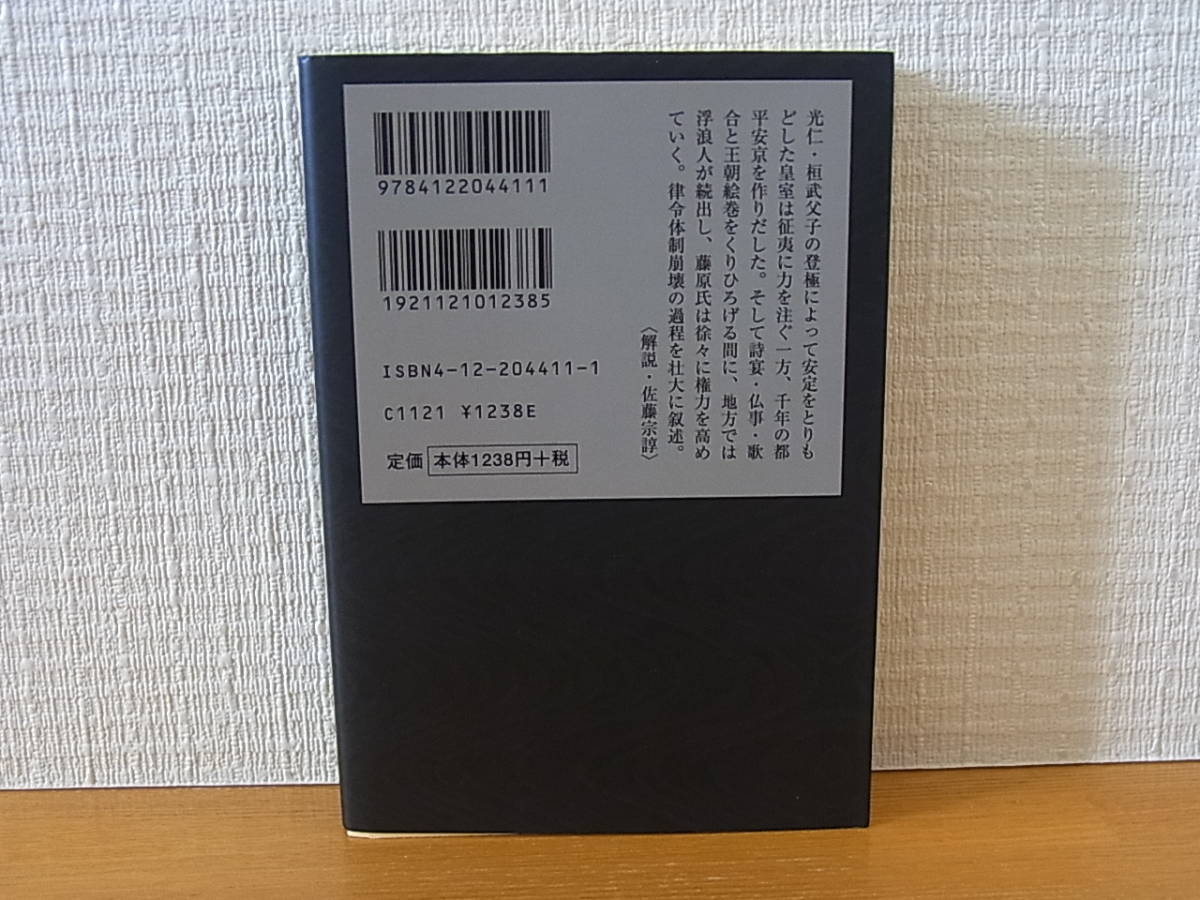 光仁・桓武父子の登極によって安定をとりも
どした皇室は征夷に力を注ぐ一方、千年の都
平安京を作りだした。そして詩宴・仏事・歌
合と王朝絵巻をくりひろげる間に、地方では
浮浪人が続出し、藤原氏は徐々に権力を高め
ていく。律令体制崩壊の過程を壮大に叙述。
〈解説・佐藤宗諄〉
9784122044111
1921121012385
ISBN4-12-204411-1
C1121 ¥1238E
定価 本体1238円+税